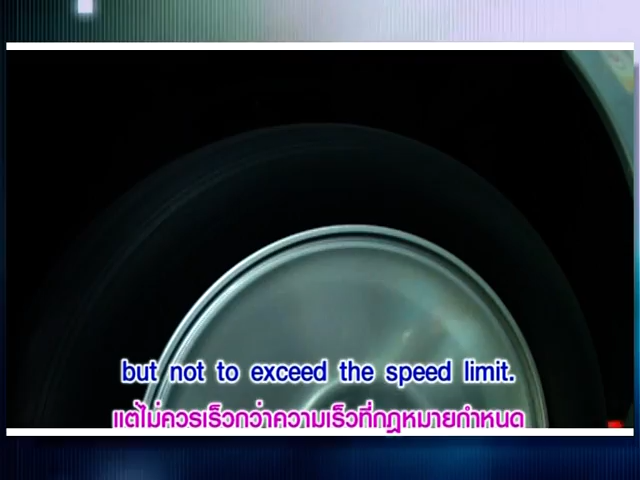 but not to exceed the speed limit.
แต่ไม่ควรเร็วกว่าความเร็วที่กฎหมายกำหนด